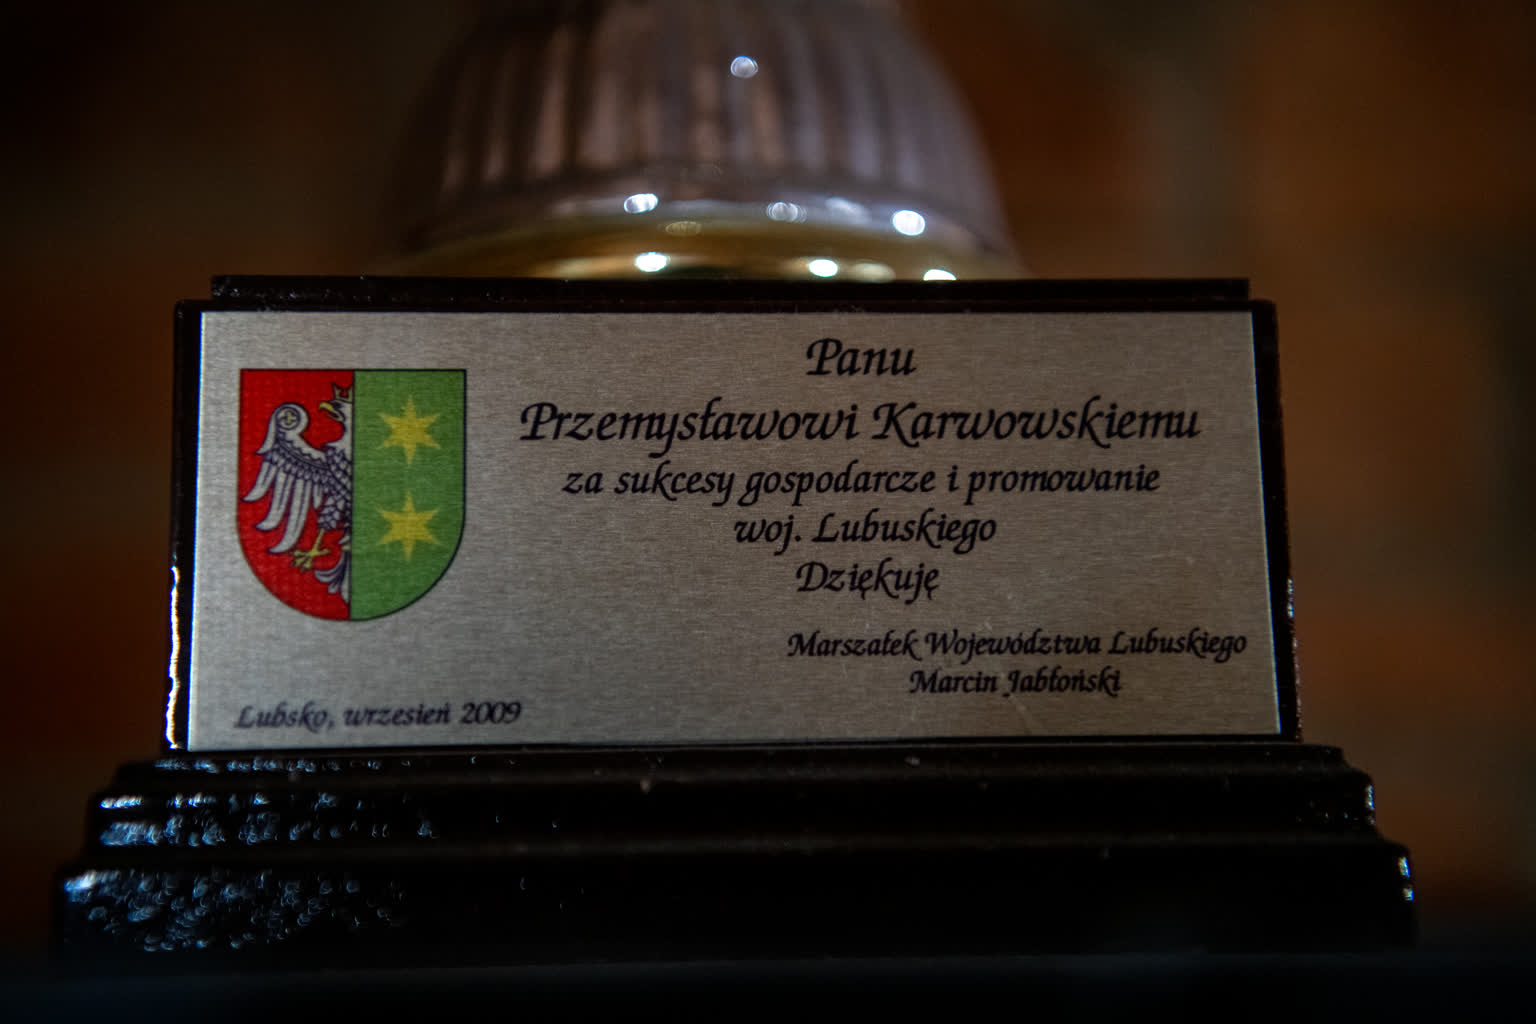 Panu
Przemysławowi Karwowskiemu
za sukcesy gospodarcze i promowanie
woj. Lubuskiego
Dziękuję
Marszałek Województwa Lubuskiego
Marcin Jabłoński
Lubsko, wrzesień 2009